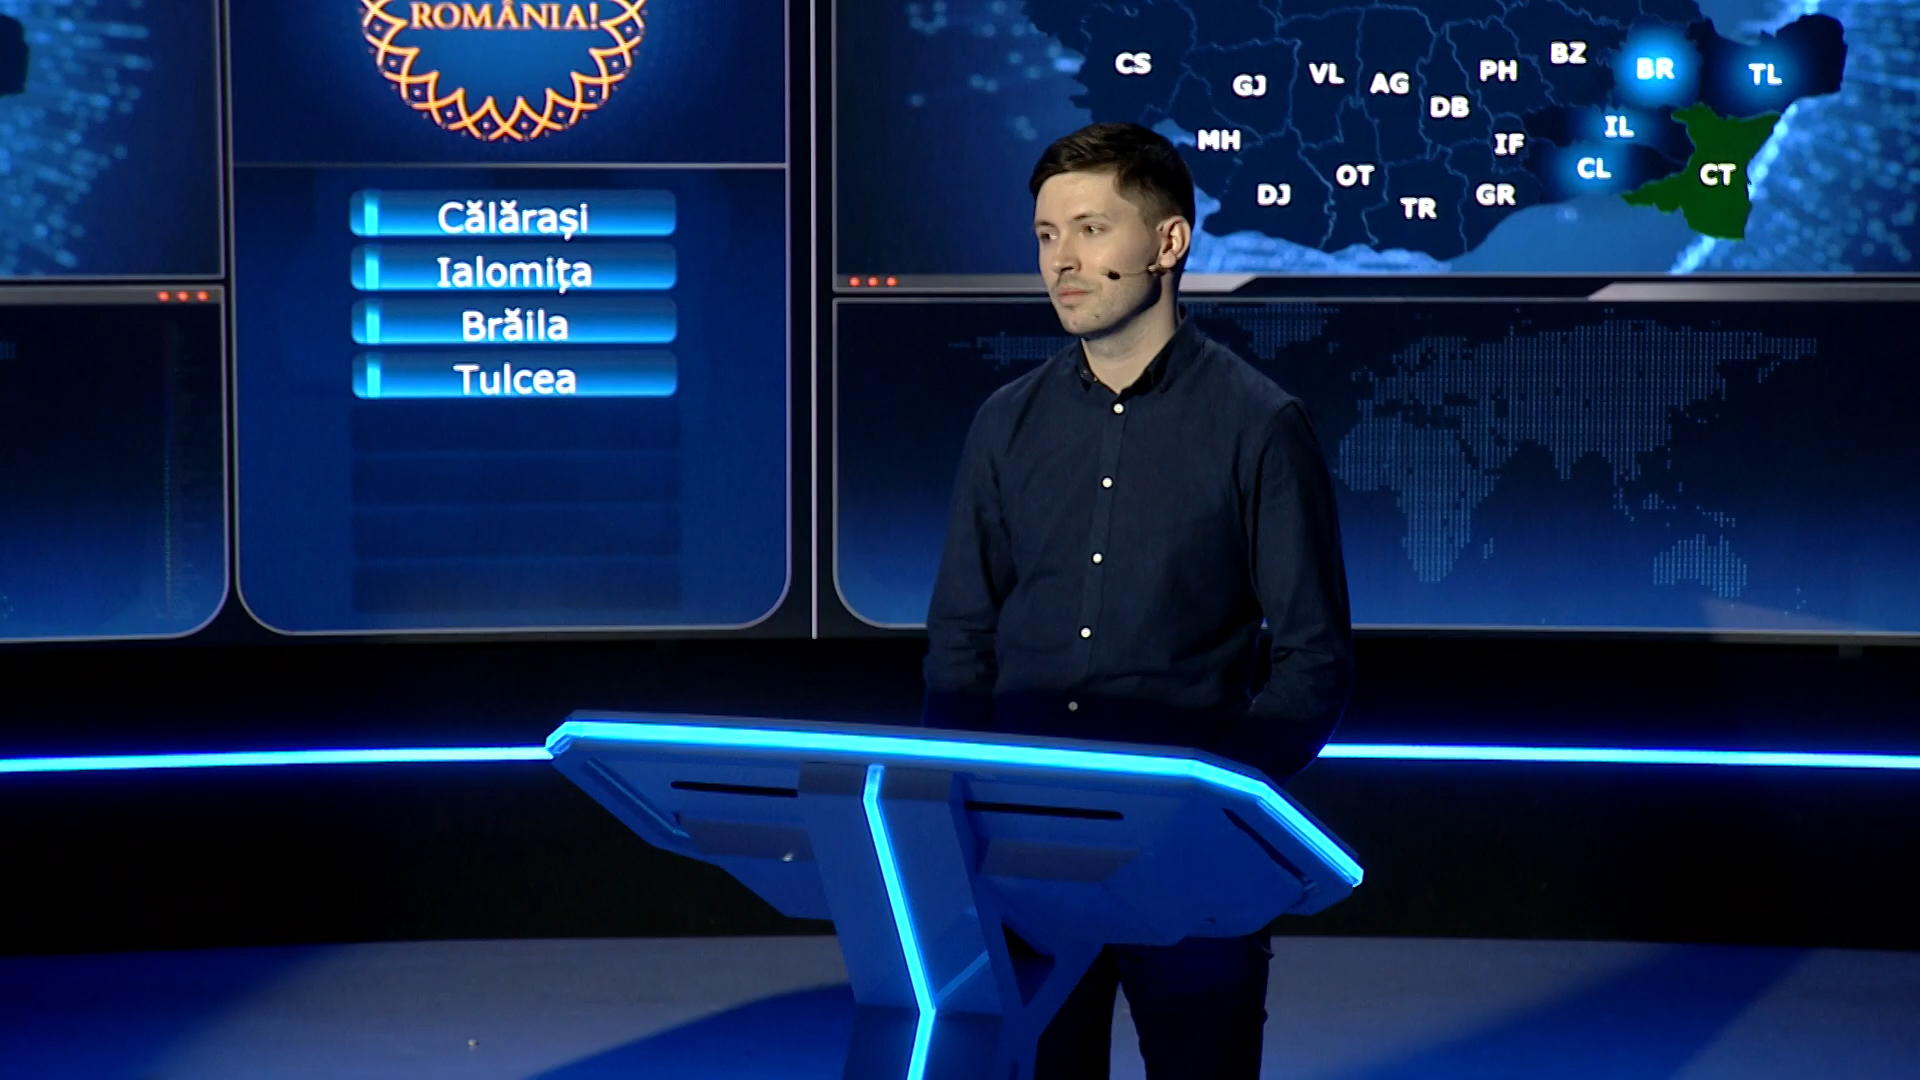 ROMÂNIA!
Călărași
Ialomița
Brăila
Tulcea
CS
GJ
VL
AG
DB
PH
BZ
BR
TL
MH
DJ
OT
TR
GR
IF
IL
CL
CT